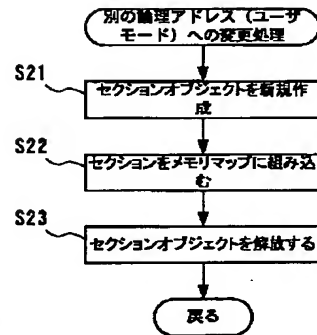 別の論理アドレス（ユーザ
モード）への変更処理
S21
セクションオブジェクトを新規作
成
S22
セクションをメモリマップに組み込
む
S23
セクションオブジェクトを解放する
戻る